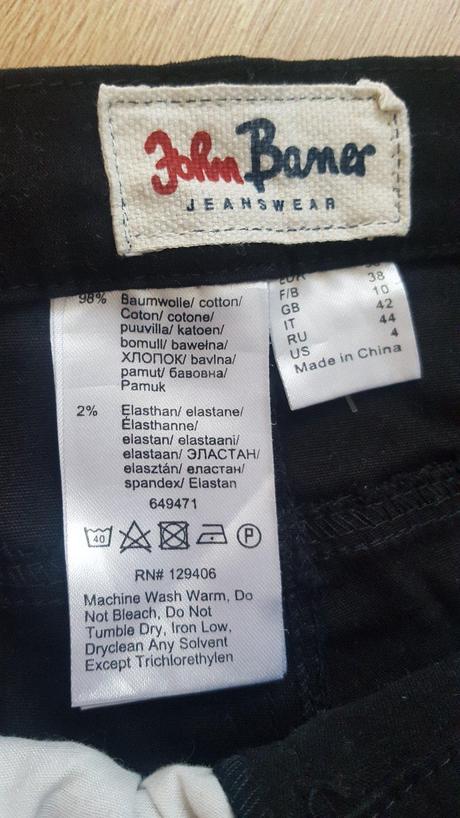 John Baner
JEANSWEAR
98% Baumwolle/ cotton/
Coton/ cotone/
puuvilla/ katoen/
bomull/ bawełna/
ХЛОПОК/ bavlna/
pamut/ бавовна/
Pamuk
2% Elasthan/ elastane/
Élasthanne/
elastan/ elastaani/
elastaan/ ЭЛАСТАН/
elasztán/ еластан/
spandex/ Elastan
649471
40 P
RN# 129406
Machine Wash Warm, Do
Not Bleach, Do Not
Tumble Dry, Iron Low,
Dryclean Any Solvent
Except Trichlorethylen
EUR
F/B 38
GB 10
IT 42
RU 44
US 4
Made in China